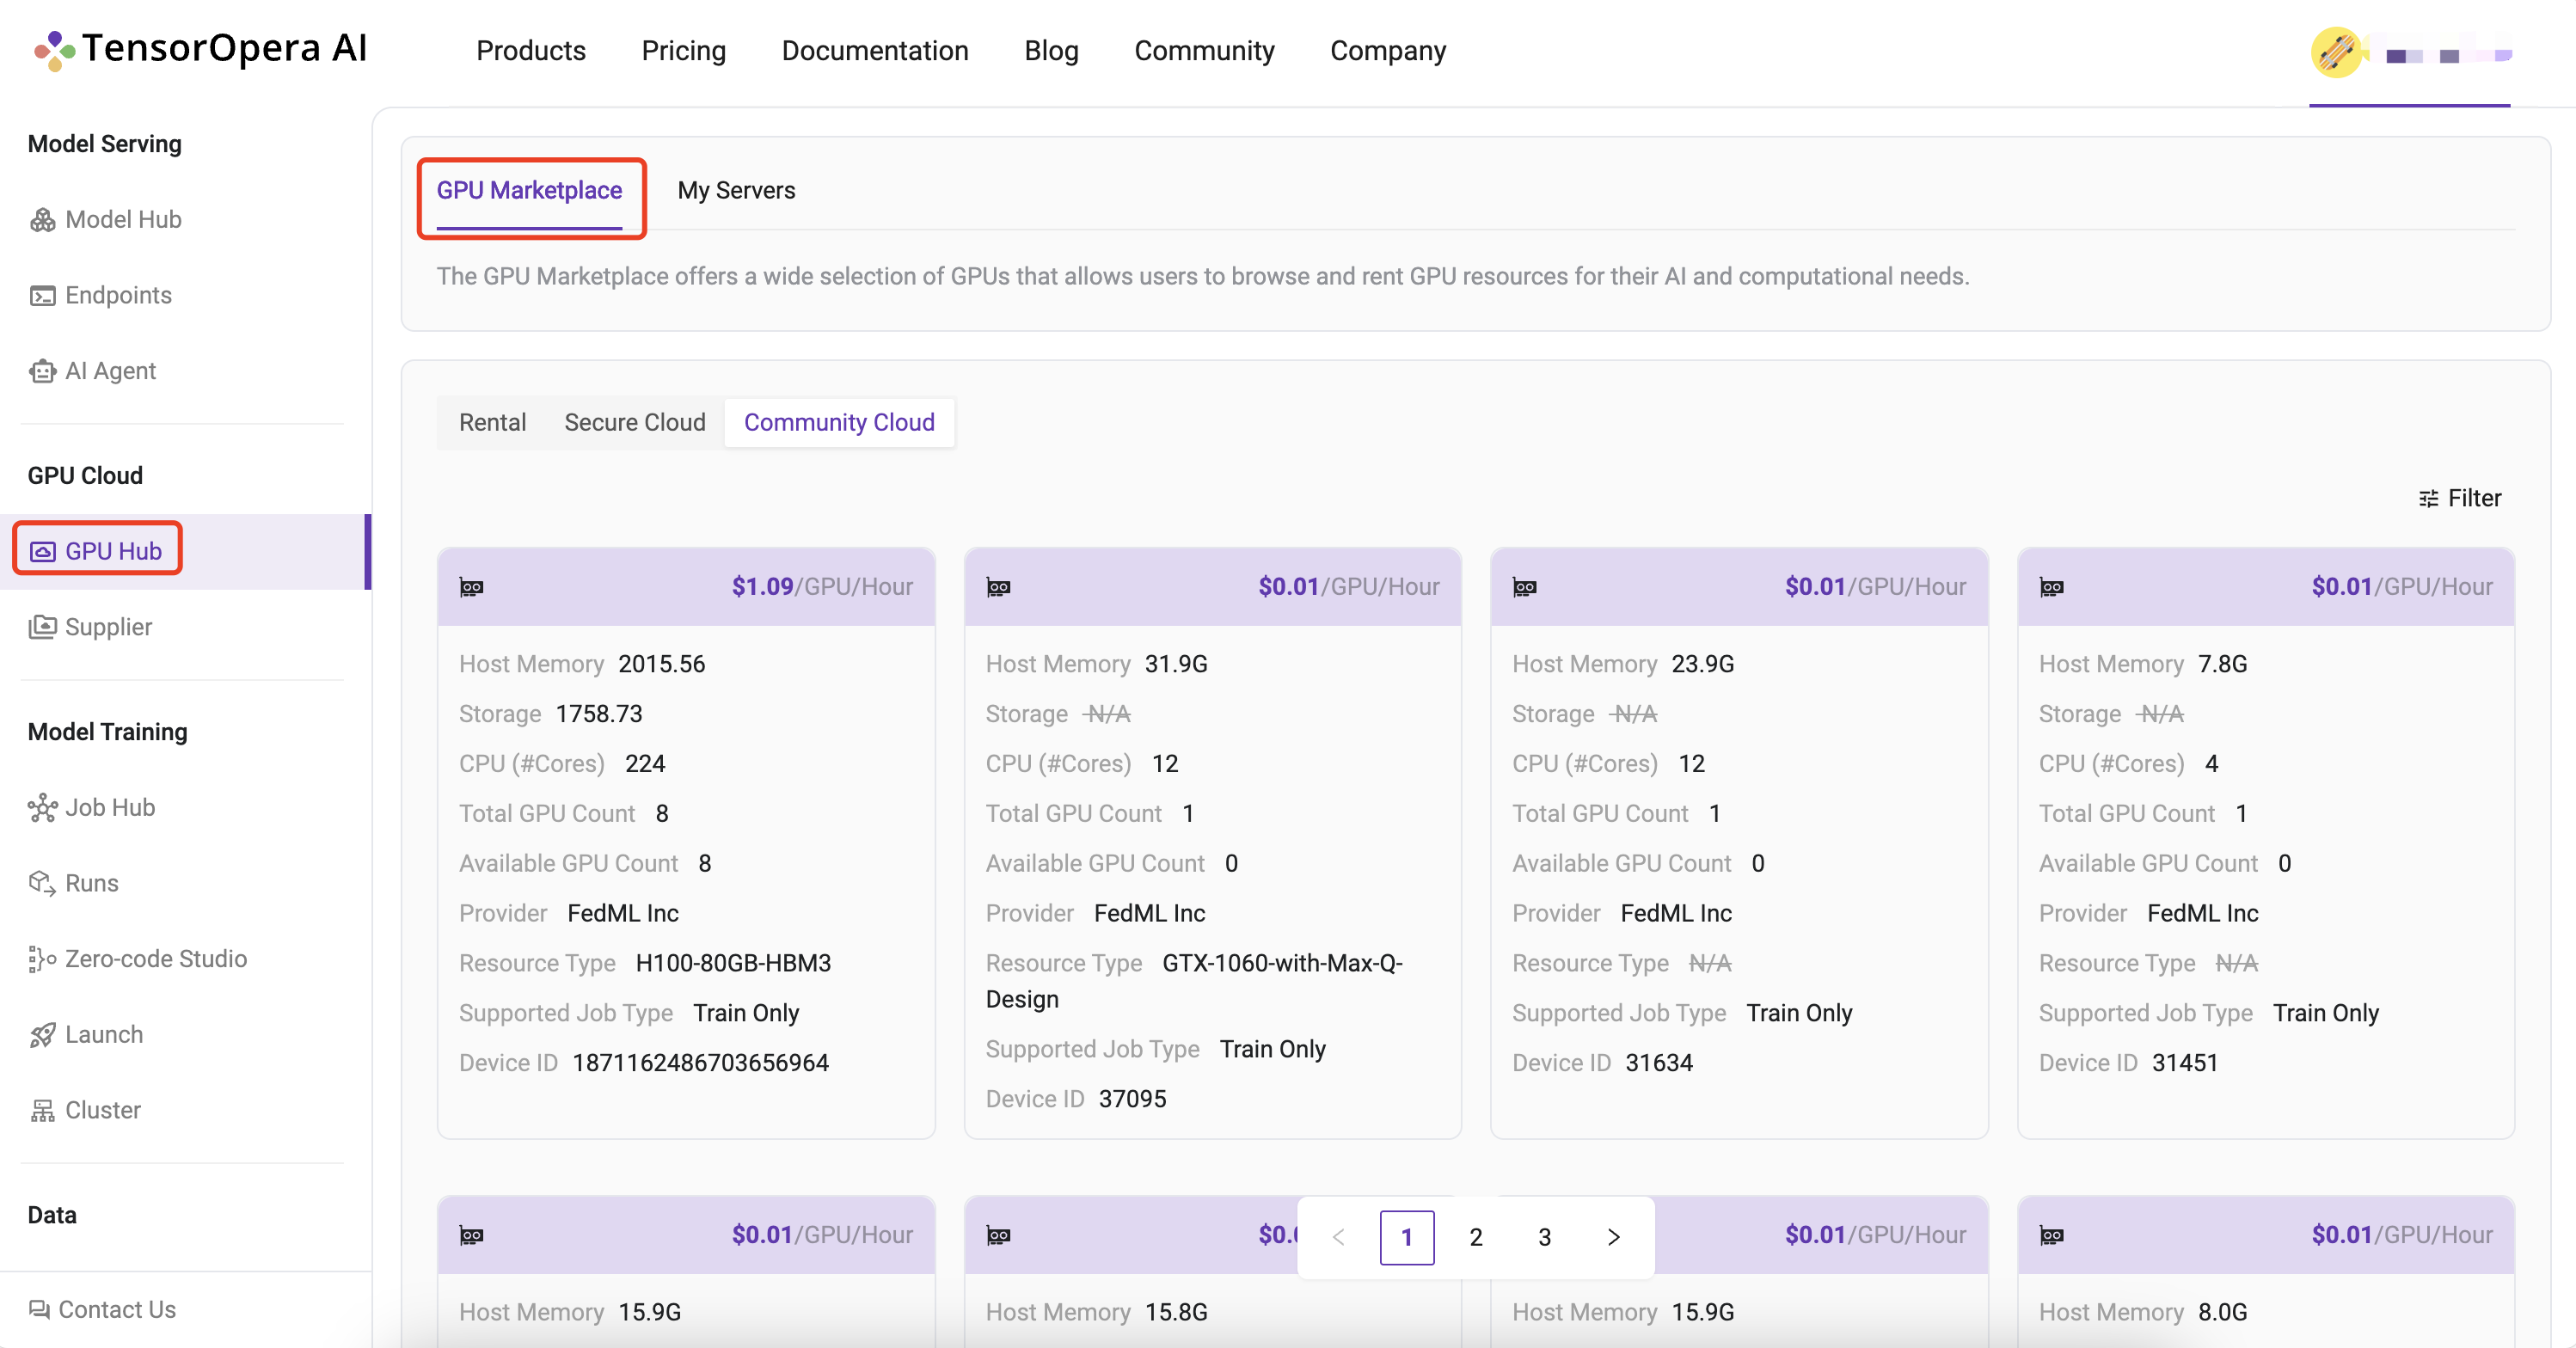 TensorOpera AI
Products Pricing Documentation Blog Community Company
Model Serving
Model Hub
Endpoints
AI Agent
GPU Cloud
GPU Hub
Supplier
Model Training
Job Hub
Runs
Zero-code Studio
Launch
Cluster
Data
Contact Us
GPU Marketplace My Servers
The GPU Marketplace offers a wide selection of GPUs that allows users to browse and rent GPU resources for their AI and computational needs.
Rental Secure Cloud Community Cloud
Filter
$1.09/GPU/Hour
Host Memory 2015.56
Storage 1758.73
CPU (#Cores) 224
Total GPU Count 8
Available GPU Count 8
Provider FedML Inc
Resource Type H100-80GB-HBM3
Supported Job Type Train Only
Device ID 1871162486703656964
$0.01/GPU/Hour
Host Memory 31.9G
Storage N/A
CPU (#Cores) 12
Total GPU Count 1
Available GPU Count 0
Provider FedML Inc
Resource Type GTX-1060-with-Max-Q-
Design
Supported Job Type Train Only
Device ID 37095
$0.01/GPU/Hour
Host Memory 23.9G
Storage N/A
CPU (#Cores) 12
Total GPU Count 1
Available GPU Count 0
Provider FedML Inc
Resource Type N/A
Supported Job Type Train Only
Device ID 31634
$0.01/GPU/Hour
Host Memory 7.8G
Storage N/A
CPU (#Cores) 4
Total GPU Count 1
Available GPU Count 0
Provider FedML Inc
Resource Type N/A
Supported Job Type Train Only
Device ID 31451
$0.01/GPU/Hour
Host Memory 15.9G
Host Memory 15.8G
$0.01/GPU/Hour
Host Memory 15.9G
$0.01/GPU/Hour
Host Memory 8.0G
< 1 2 3 >